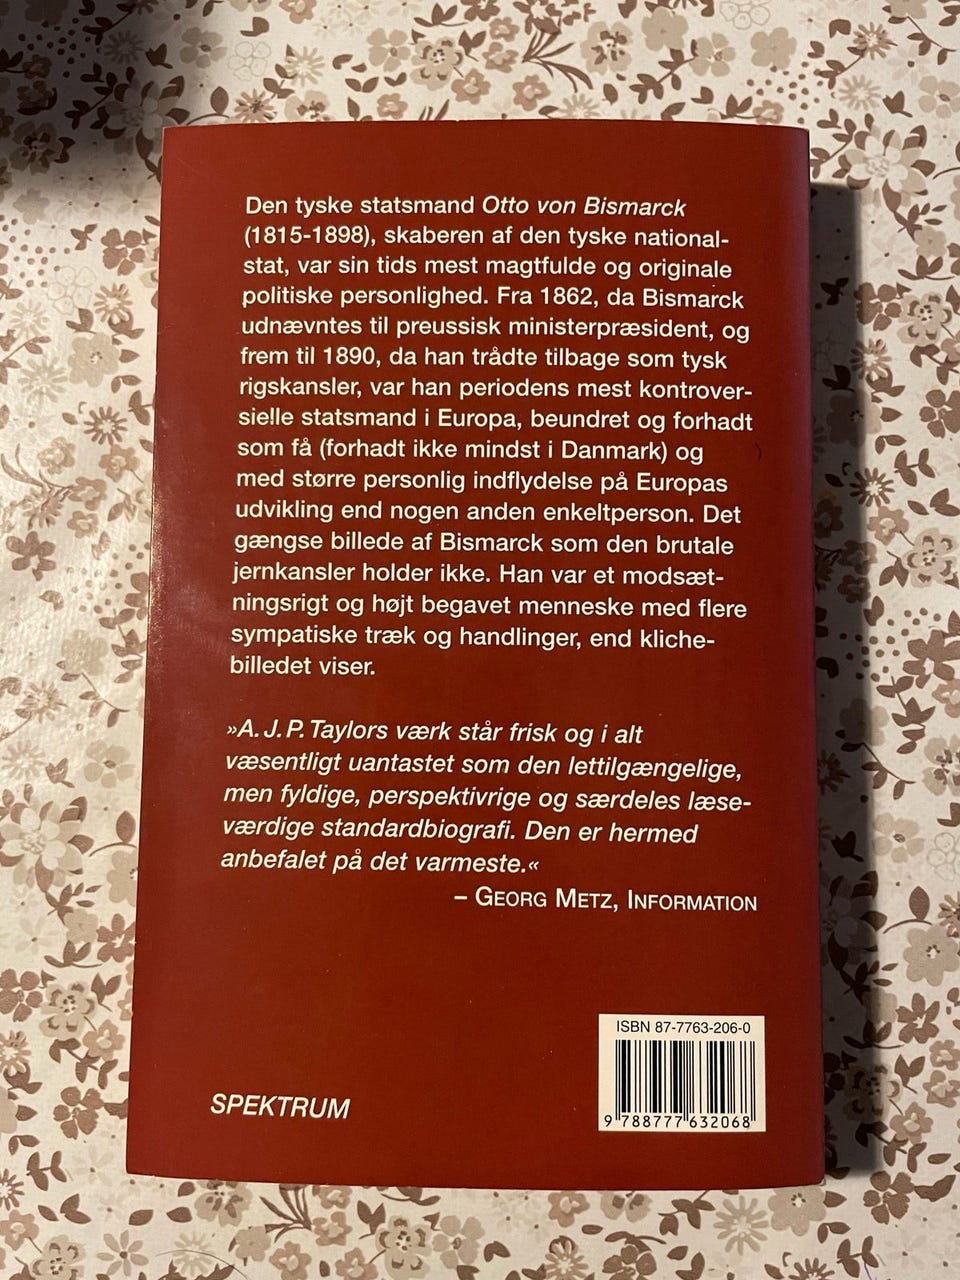 Den tyske statsmand Otto von Bismarck
(1815-1898), skaberen af den tyske national-
stat, var sin tids mest magtfulde og originale
politiske personlighed. Fra 1862, da Bismarck
udnævntes til preussisk ministerpræsident, og
frem til 1890, da han trådte tilbage som tysk
rigskansler, var han periodens mest kontrover-
sielle statsmand i Europa, beundret og forhadt
som få (forhadt ikke mindst i Danmark) og
med større personlig indflydelse på Europas
udvikling end nogen anden enkeltperson. Det
gængse billede af Bismarck som den brutale
jernkansler holder ikke. Han var et modsæt-
ningsrigt og højt begavet menneske med flere
sympatiske træk og handlinger, end kliche-
billedet viser.
»A. J. P. Taylors værk står frisk og i alt
væsentligt uantastet som den lettilgængelige,
men fyldige, perspektivrige og særdeles læse-
værdige standardbiografi. Den er hermed
anbefalet på det varmeste.«
– GEORG METZ, INFORMATION
ISBN 87-7763-206-0
9 788777 632068
SPEKTRUM